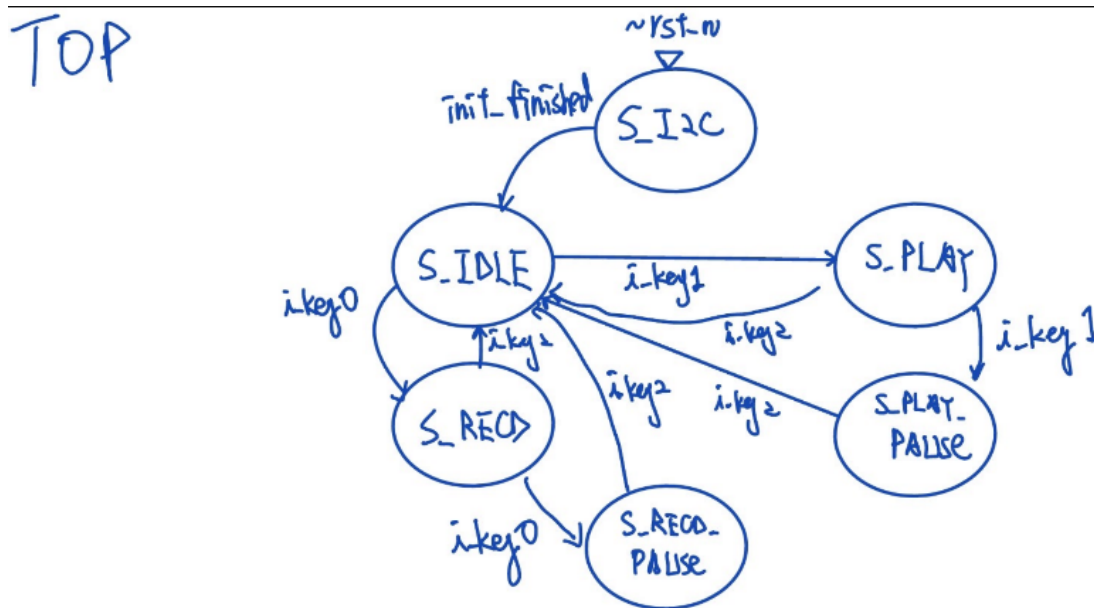 TOP
~rst_n
init_finished
S_I2C
S_IDLE
i_key1
S_PLAY
i_key0
i_key2
i_key2
i_key1
i_key2
i_key2
S_RECD
S_PLAY_
PAUSE
i_key0
S_RECD_
PAUSE